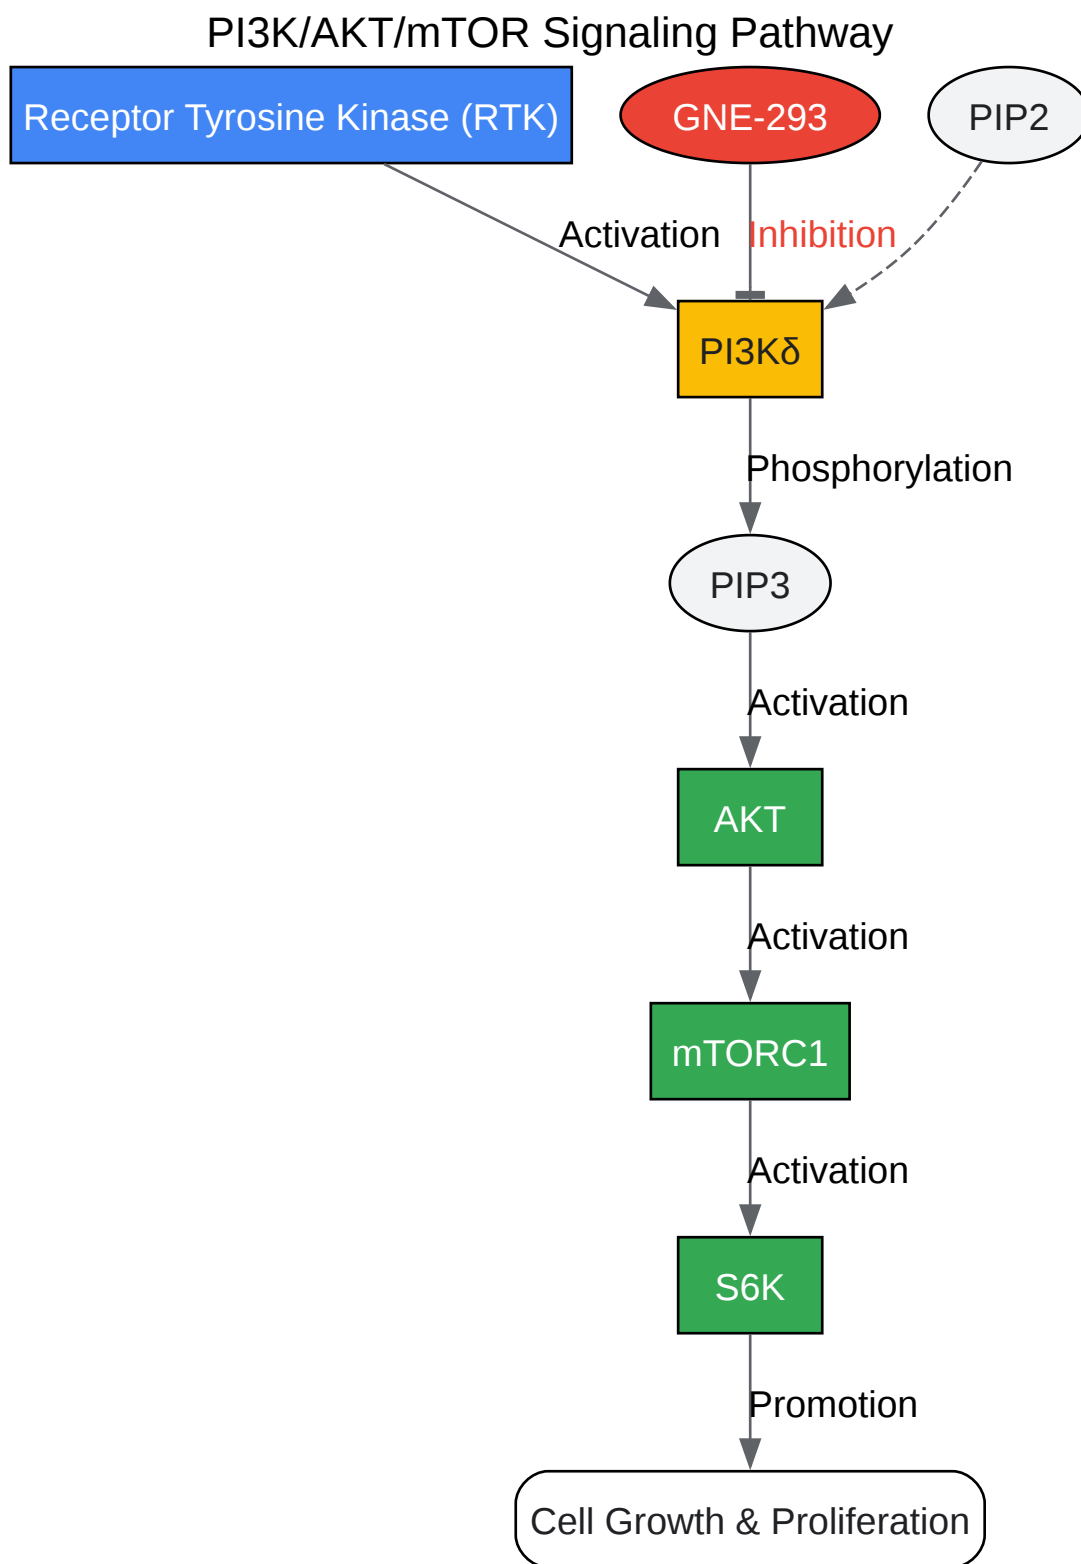 PI3K/AKT/mTOR Signaling Pathway
Receptor Tyrosine Kinase (RTK)
GNE-293
PIP2
Activation
Inhibition
PI3Kδ
Phosphorylation
PIP3
Activation
AKT
Activation
mTORC1
Activation
S6K
Promotion
Cell Growth & Proliferation